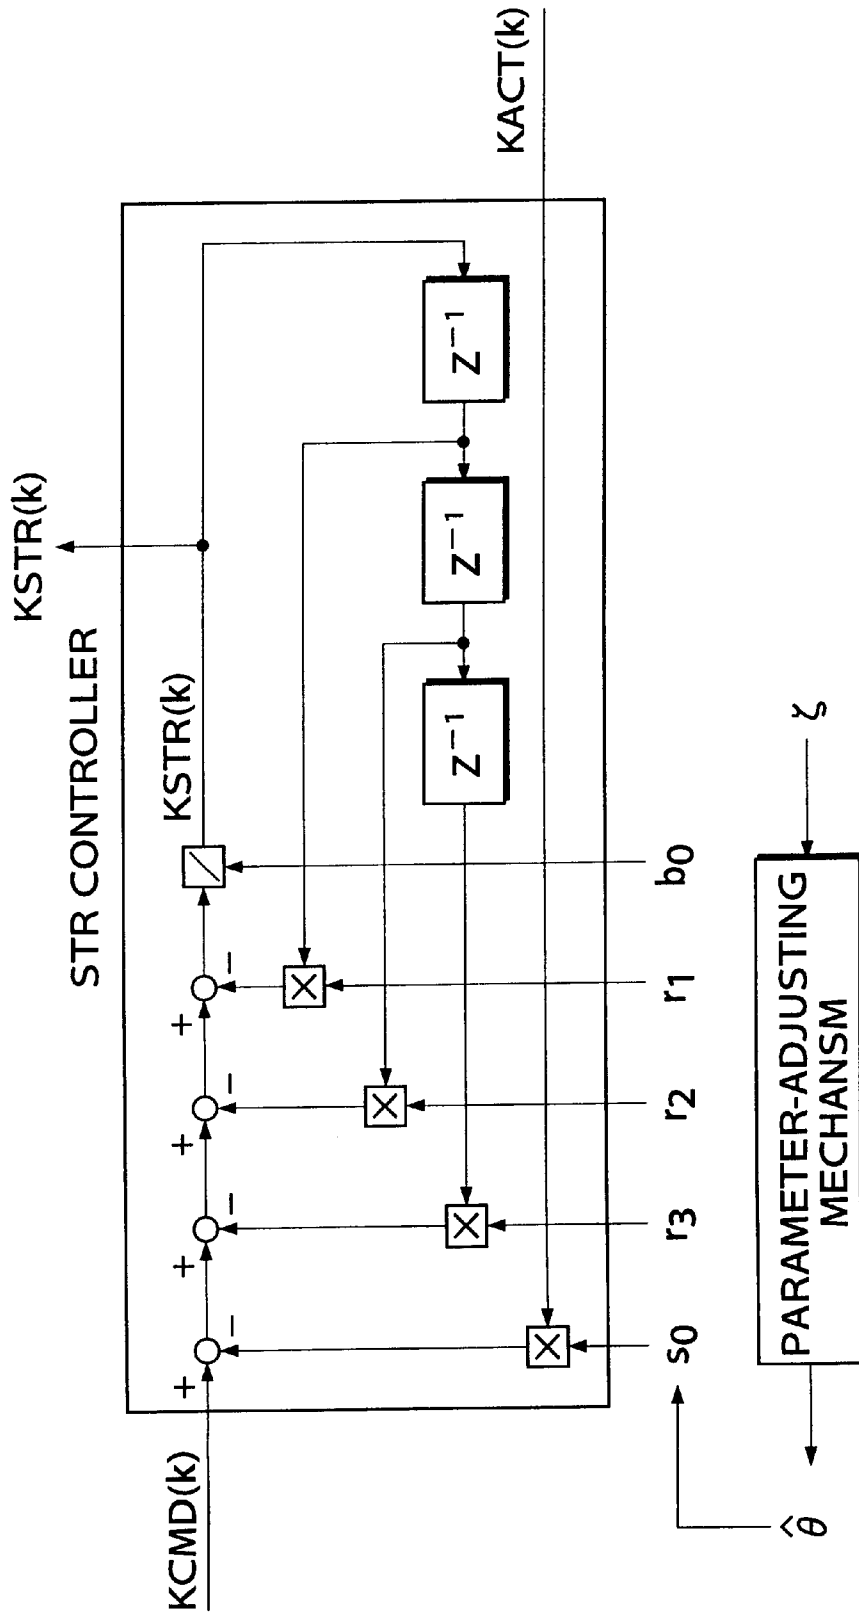 KSTR(k)
STR CONTROLLER
KCMD(k)
+
−
+
−
+
−
+
−
KSTR(k)
Z⁻¹
Z⁻¹
Z⁻¹
KACT(k)
s0
r3
r2
r1
b0
θ̂
PARAMETER-ADJUSTING
MECHANSM
ζ